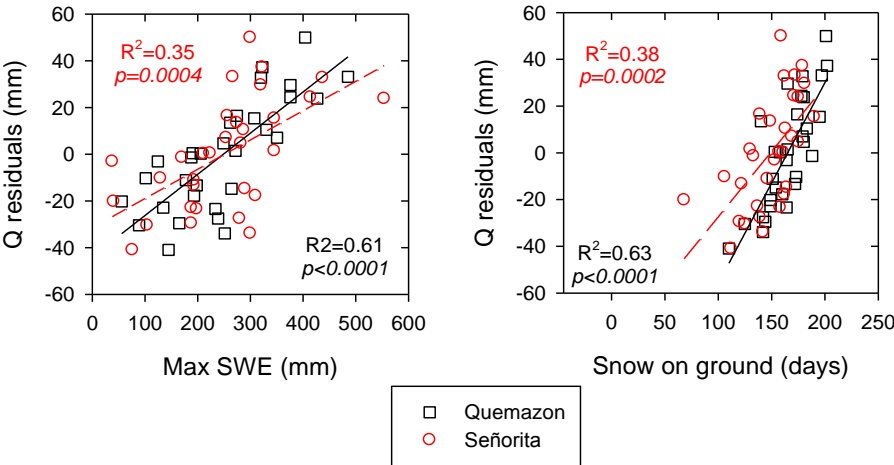 60
40
20
0
-20
-40
-60
Q residuals (mm)
R²=0.35
p=0.0004
R2=0.61
p<0.0001
0 100 200 300 400 500 600
Max SWE (mm)
60
40
20
0
-20
-40
-60
Q residuals (mm)
R²=0.38
p=0.0002
R²=0.63
p<0.0001
0 50 100 150 200 250
Snow on ground (days)
Quemazon
Señorita